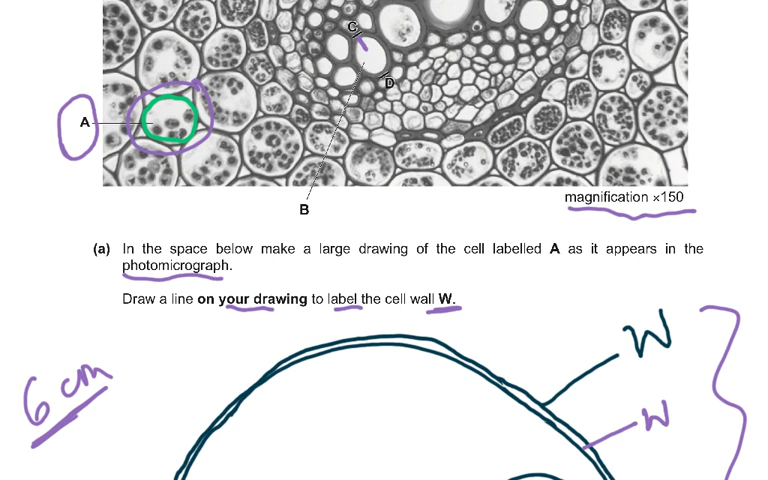 C
D
A
B
magnification ×150
(a) In the space below make a large drawing of the cell labelled A as it appears in the
photomicrograph.
Draw a line on your drawing to label the cell wall W.
W
6 cm
W